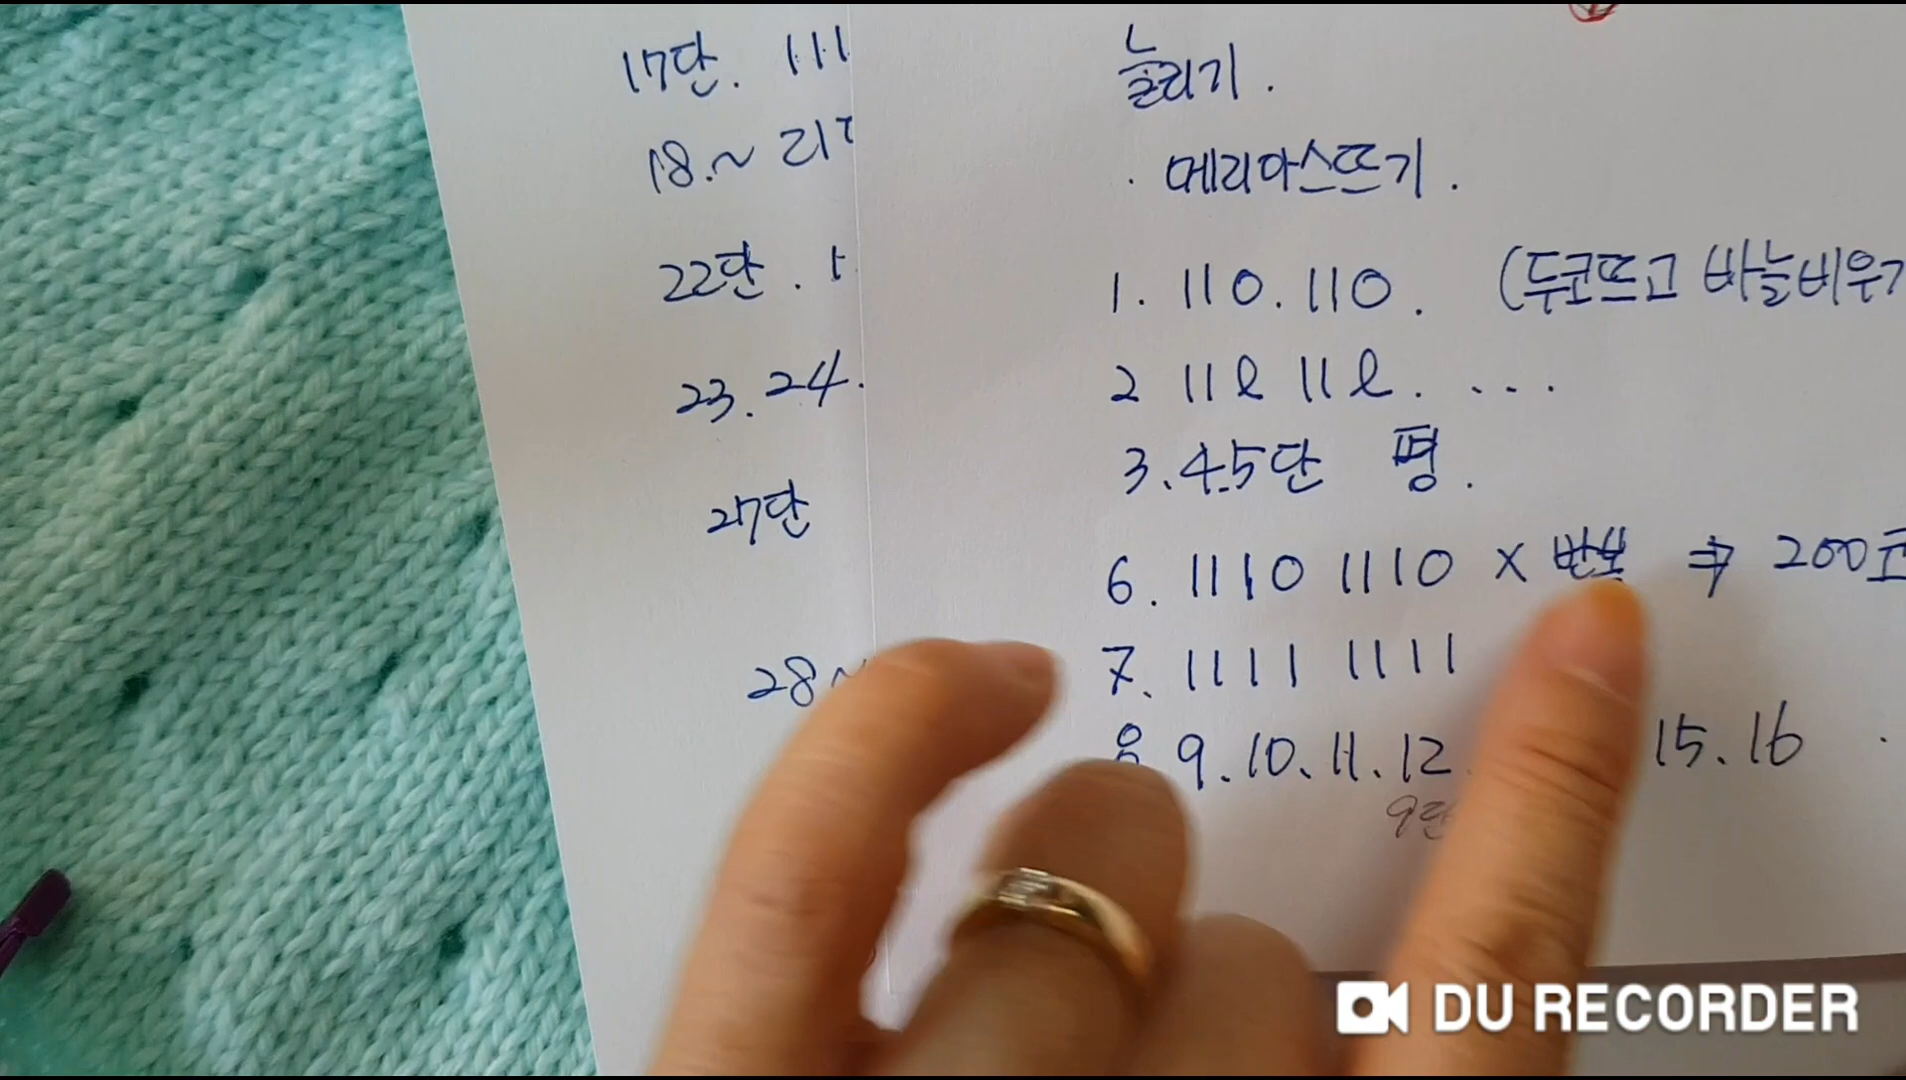 17단. 111
18.~ 21
22단. 1
23. 24.
27단
28~
늘리기.
· 메리아스뜨기.
1. 110. 110. (두코뜨고 바늘비우기
2 11ℓ 11ℓ. ...
3.4.5단 평.
6. 1110 1110 × 반복 ⇒ 200코
7. 1111 1111
8 9. 10. 11. 12. 15. 16
9단
DU RECORDER